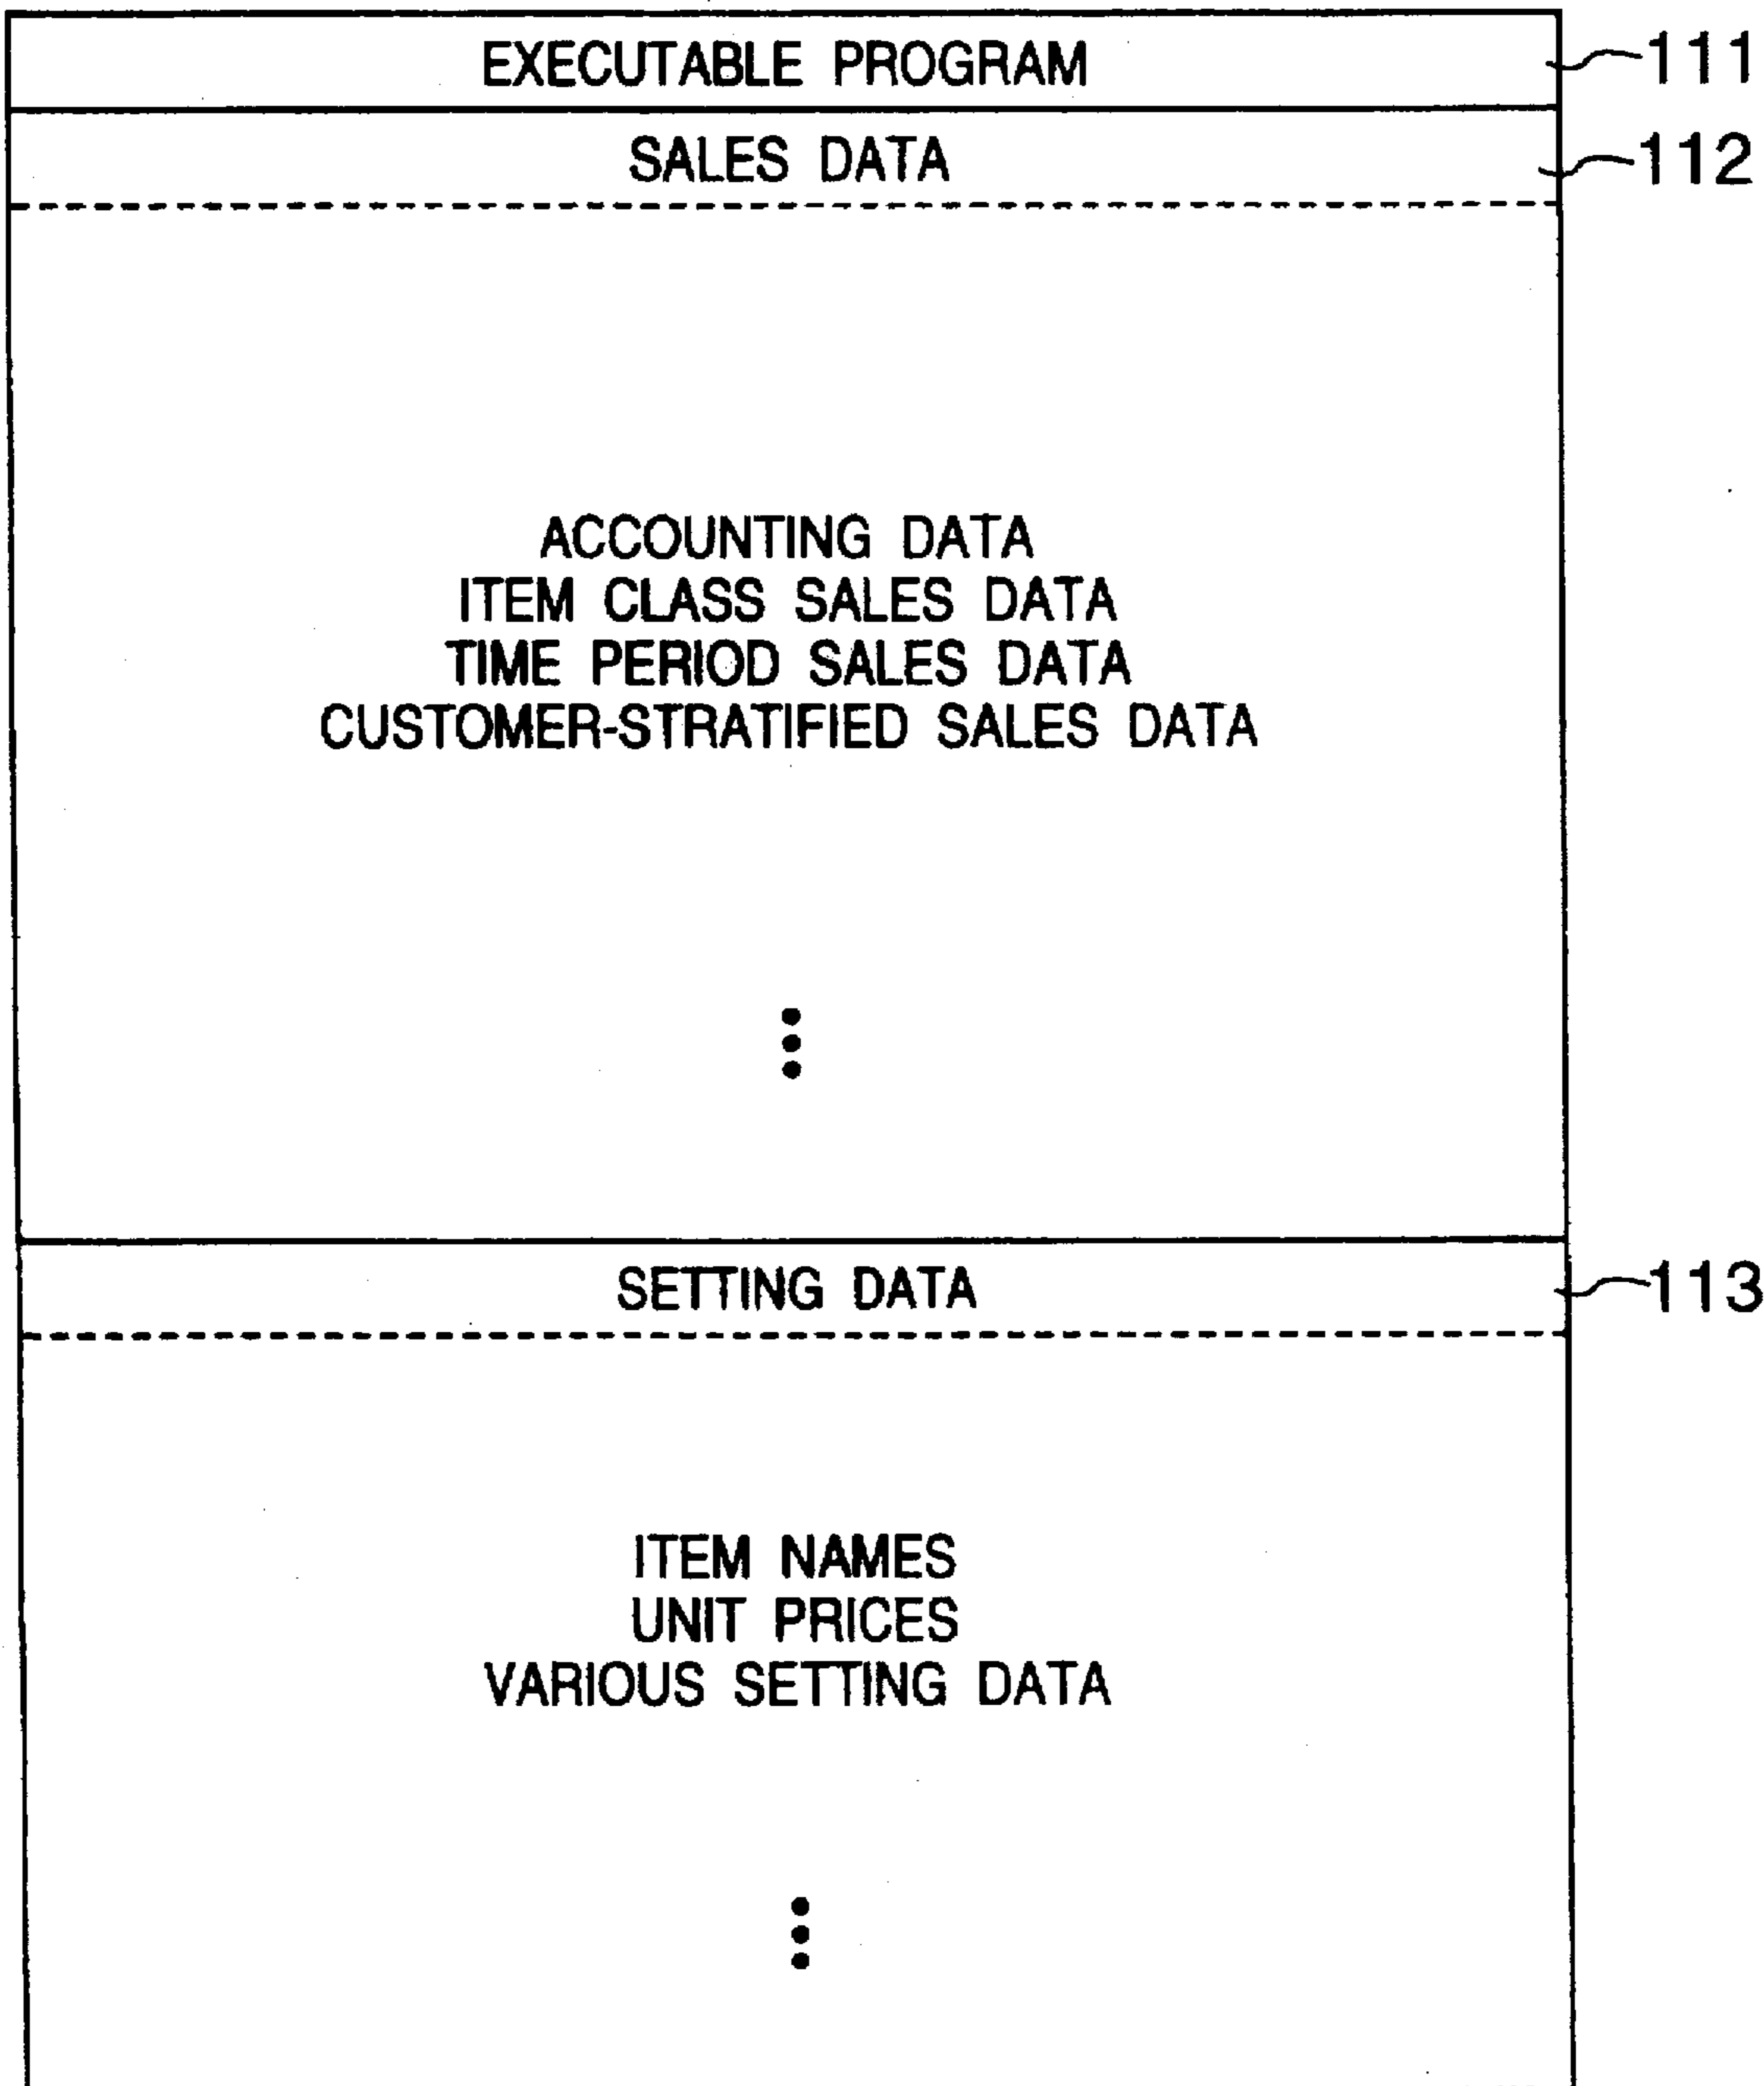 EXECUTABLE PROGRAM 111
SALES DATA 112
ACCOUNTING DATA
ITEM CLASS SALES DATA
TIME PERIOD SALES DATA
CUSTOMER-STRATIFIED SALES DATA
SETTING DATA 113
ITEM NAMES
UNIT PRICES
VARIOUS SETTING DATA